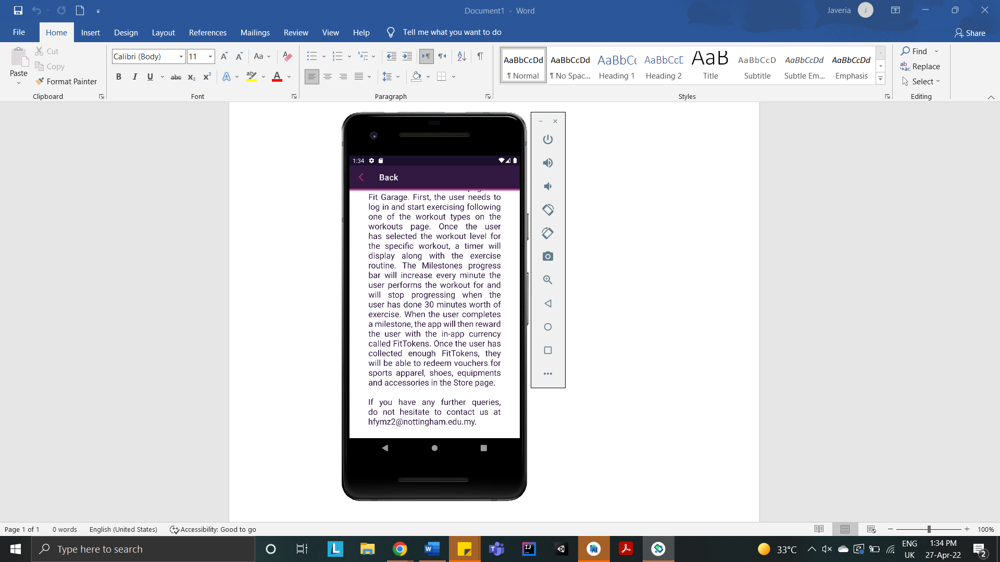 Document1 - Word
Javeria
J
File
Home
Insert
Design
Layout
References
Mailings
Review
View
Help
Tell me what you want to do
Share
Paste
Cut
Copy
Format Painter
Clipboard
Calibri (Body)
11
Aa
B I U abc x₂ x² A ab A
Font
Paragraph
AaBbCcDd
¶ Normal
AaBbCcDd
¶ No Spac...
AaBbCc
Heading 1
AaBbCcD
Heading 2
AaB
Title
AaBbCcD
Subtitle
AaBbCcDd
Subtle Em...
AaBbCcDd
Emphasis
Styles
Find
Replace
Select
Editing
1:34
Back
Fit Garage. First, the user needs to
log in and start exercising following
one of the workout types on the
workouts page. Once the user
has selected the workout level for
the specific workout, a timer will
display along with the exercise
routine. The Milestones progress
bar will increase every minute the
user performs the workout for and
will stop progressing when the
user has done 30 minutes worth of
exercise. When the user completes
a milestone, the app will then reward
the user with the in-app currency
called FitTokens. Once the user has
collected enough FitTokens, they
will be able to redeem vouchers for
sports apparel, shoes, equipments
and accessories in the Store page.
If you have any further queries,
do not hesitate to contact us at
hfymz2@nottingham.edu.my.
Page 1 of 1
0 words
English (United States)
Accessibility: Good to go
100%
Type here to search
33°C
ENG
UK
1:34 PM
27-Apr-22
2